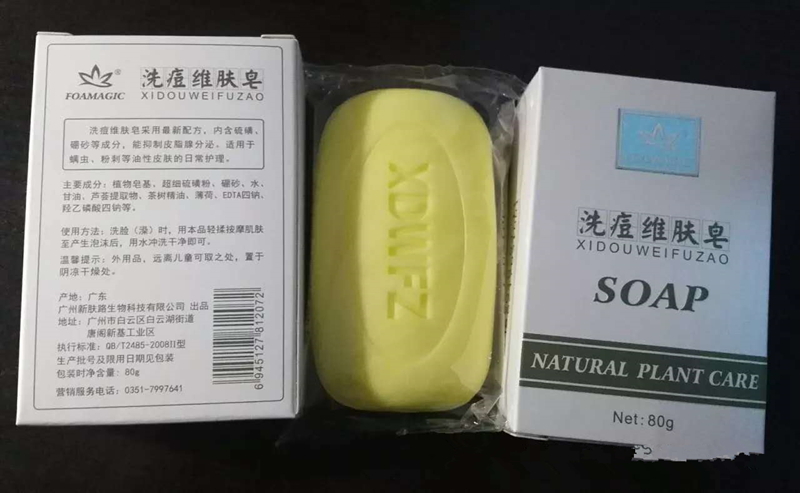 FOAMAGIC®
洗痘维肤皂
XIDOUWEIFUZAO
洗痘维肤皂采用最新配方，内含硫磺、
硼砂等成分，能抑制皮脂腺分泌。适用于
螨虫、粉刺等油性皮肤的日常护理。
主要成分：植物皂基、超细硫磺粉、硼砂、水、
甘油、芦荟提取物、茶树精油、薄荷、EDTA四钠、
羟乙磷酸四钠等。
使用方法：洗脸（澡）时，用本品轻揉按摩肌肤
至产生泡沫后，用水冲洗干净即可。
温馨提示：外用品，远离儿童可取之处，置于
阴凉干燥处。
产地：广东
广州新肤路生物科技有限公司 出品
地址：广州市白云区白云湖街道
唐阁新基工业区
执行标准：QB/T2485-2008II型
生产批号及限用日期见包装
包装时净含量：80g
营销服务电话：0351-7997641
6 945127 812072
XDWFZ
洗痘维肤皂
XIDOUWEIFUZAO
SOAP
NATURAL PLANT CARE
Net: 80g